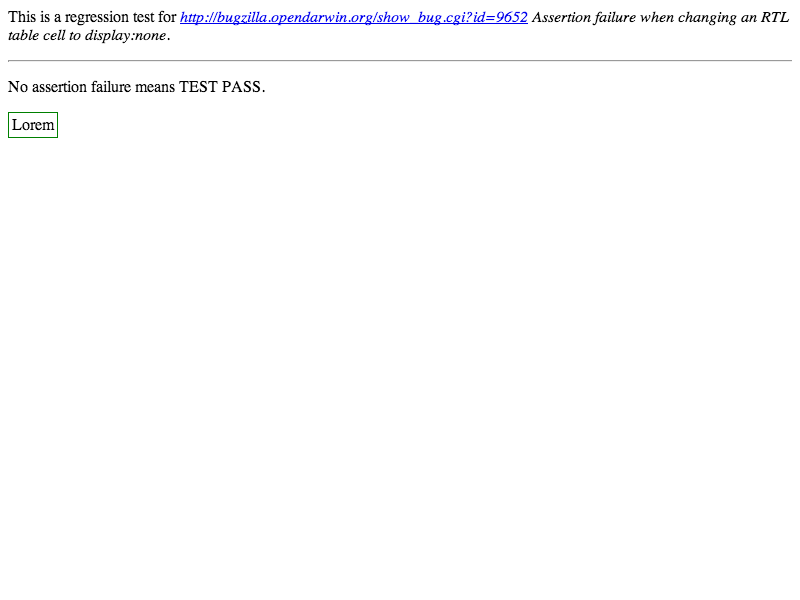 This is a regression test for http://bugzilla.opendarwin.org/show_bug.cgi?id=9652 Assertion failure when changing an RTL
table cell to display:none.
No assertion failure means TEST PASS.
Lorem